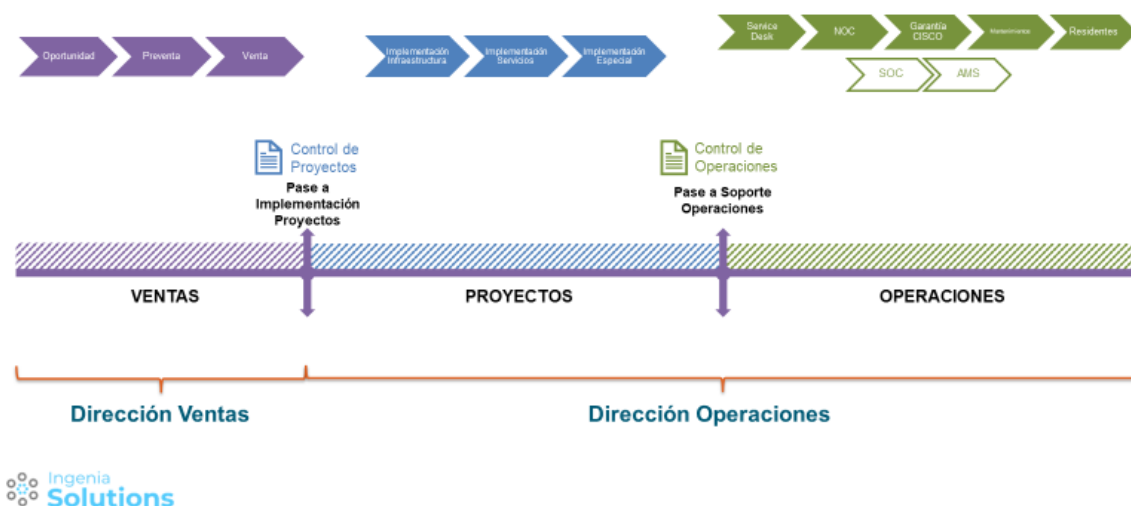 Oportunidad
Preventa
Venta
Implementación
Infraestructura
Implementación
Servicios
Implementación
Especial
Service
Desk
NOC
Garantía
CISCO
Mantenimiento
Residentes
SOC
AMS
Control de
Proyectos
Pase a
Implementación
Proyectos
Control de
Operaciones
Pase a Soporte
Operaciones
VENTAS
PROYECTOS
OPERACIONES
Dirección Ventas
Dirección Operaciones
Ingenia
Solutions